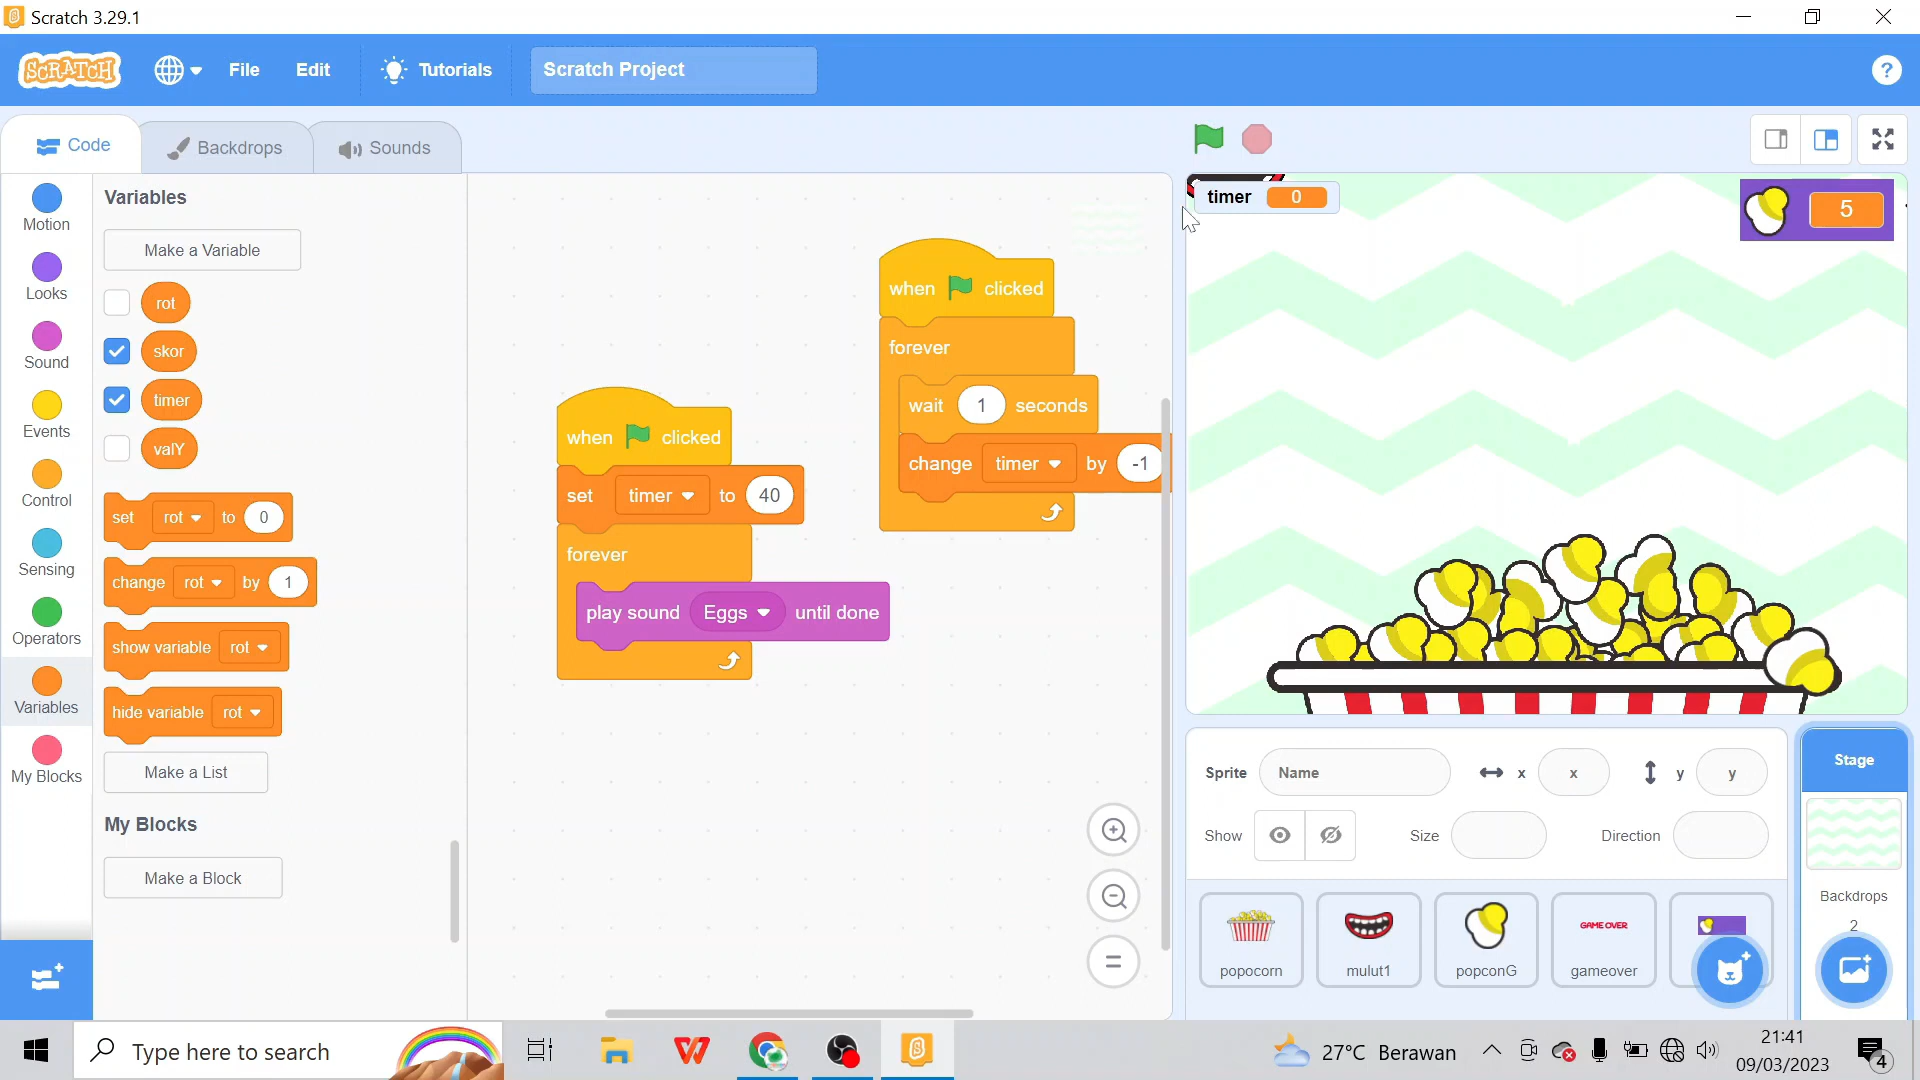 Scratch 3.29.1
SCRATCH
File
Edit
Tutorials
Scratch Project
?
Code
Backdrops
Sounds
Motion
Looks
Sound
Events
Control
Sensing
Operators
Variables
My Blocks
Variables
Make a Variable
rot
skor
timer
valY
set rot to 0
change rot by 1
show variable rot
hide variable rot
Make a List
My Blocks
Make a Block
when clicked
set timer to 40
forever
play sound Eggs until done
when clicked
forever
wait 1 seconds
change timer by -1
timer 0
5
Sprite Name x x y y
Show Size Direction
popocorn
mulut1
popconG
GAME OVER
gameover
Stage
Backdrops
2
Type here to search
27°C Berawan
21:41
09/03/2023
4